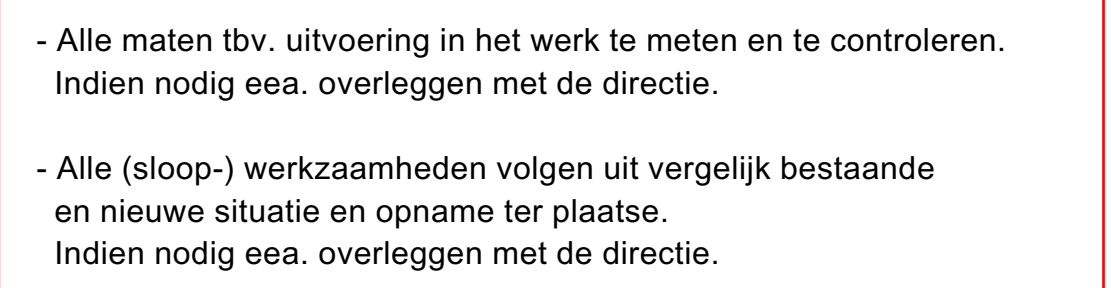 - Alle maten tbv. uitvoering in het werk te meten en te controleren.
Indien nodig eea. overleggen met de directie.
- Alle (sloop-) werkzaamheden volgen uit vergelijk bestaande
en nieuwe situatie en opname ter plaatse.
Indien nodig eea. overleggen met de directie.